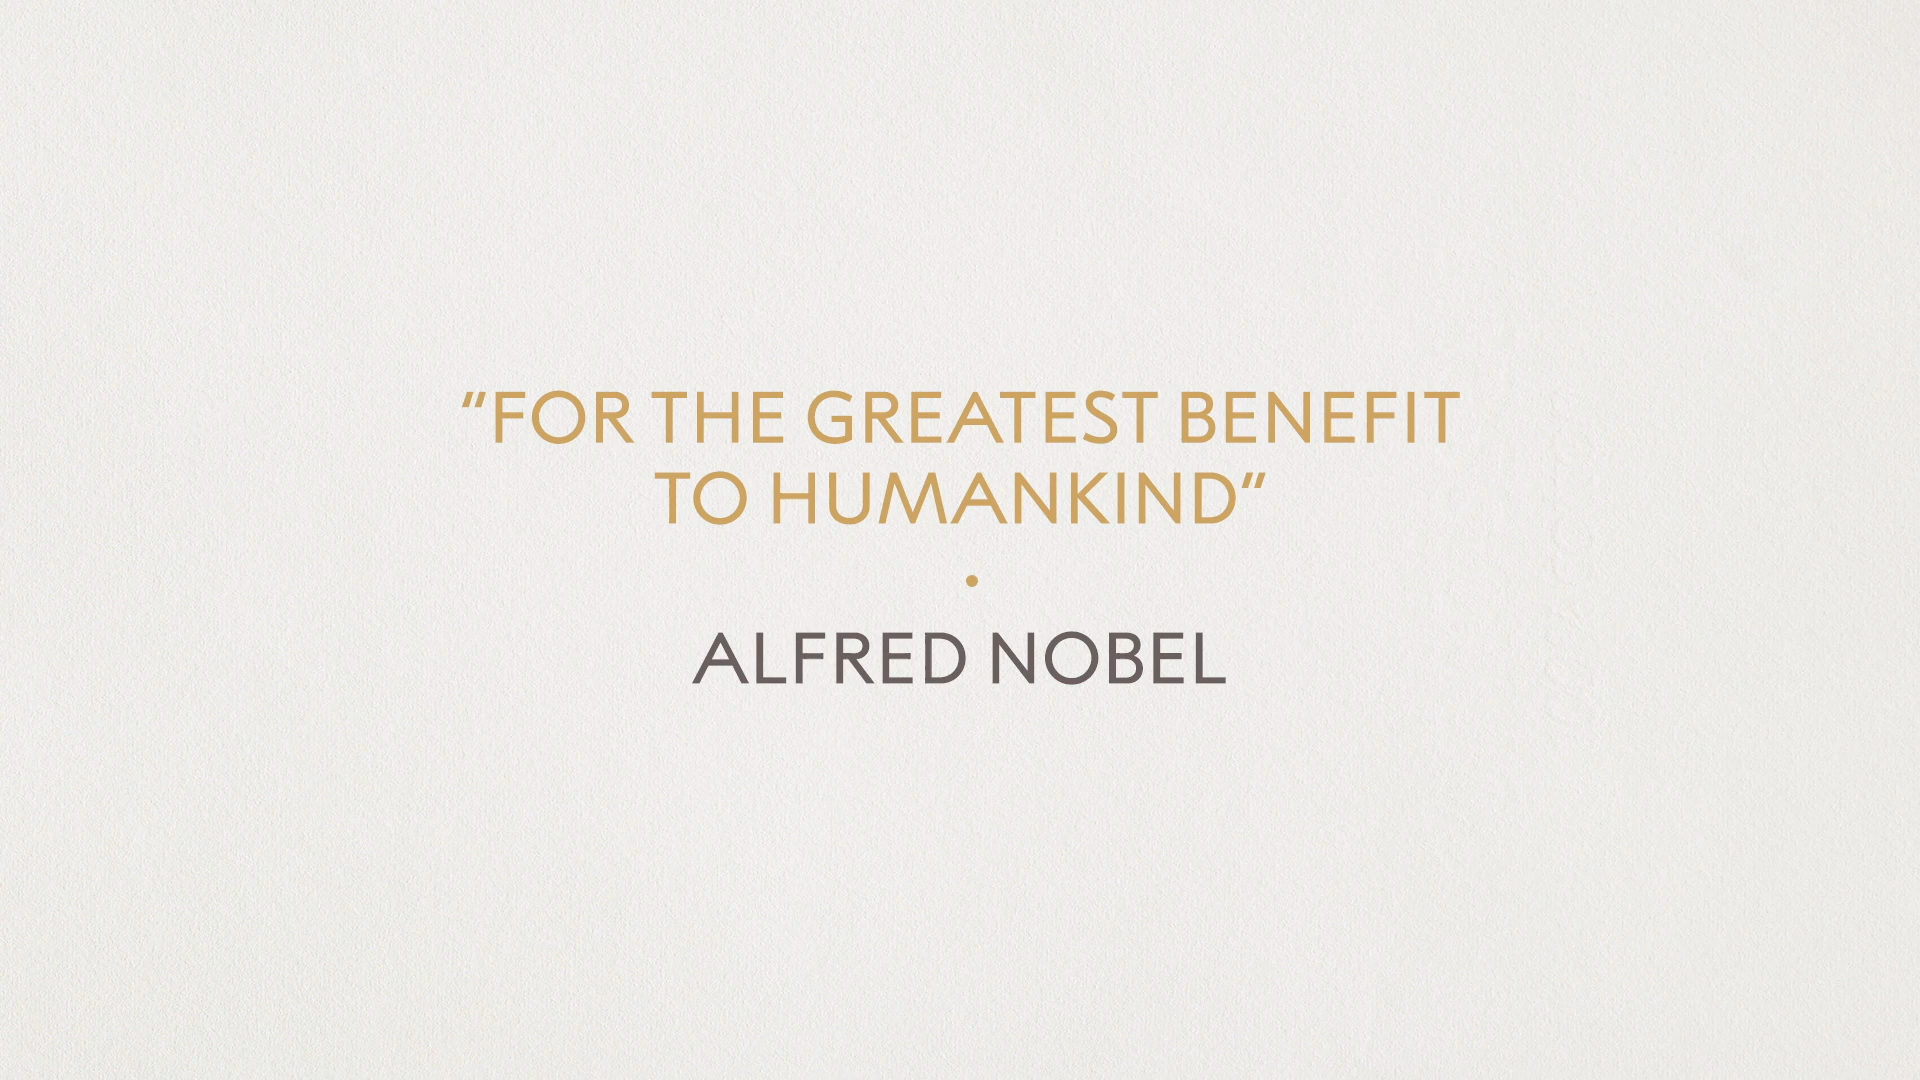 ”FOR THE GREATEST BENEFIT
TO HUMANKIND”
•
ALFRED NOBEL